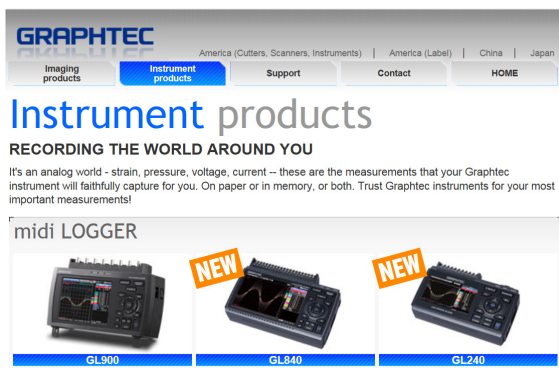 GRAPHTEC
America (Cutters, Scanners, Instruments) | America (Label) | China | Japan
Imaging products
Instrument products
Support
Contact
HOME
Instrument products
RECORDING THE WORLD AROUND YOU
It's an analog world - strain, pressure, voltage, current -- these are the measurements that your Graphtec
instrument will faithfully capture for you. On paper or in memory, or both. Trust Graphtec instruments for your most
important measurements!
midi LOGGER
NEW
NEW
GL900
GL840
GL240